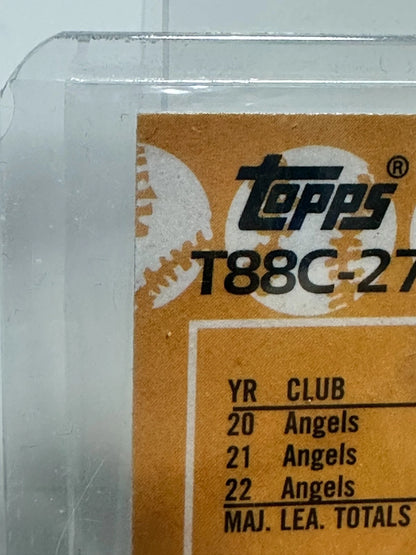 Topps®
T88C-27
YR CLUB
20 Angels
21 Angels
22 Angels
MAJ. LEA. TOTALS